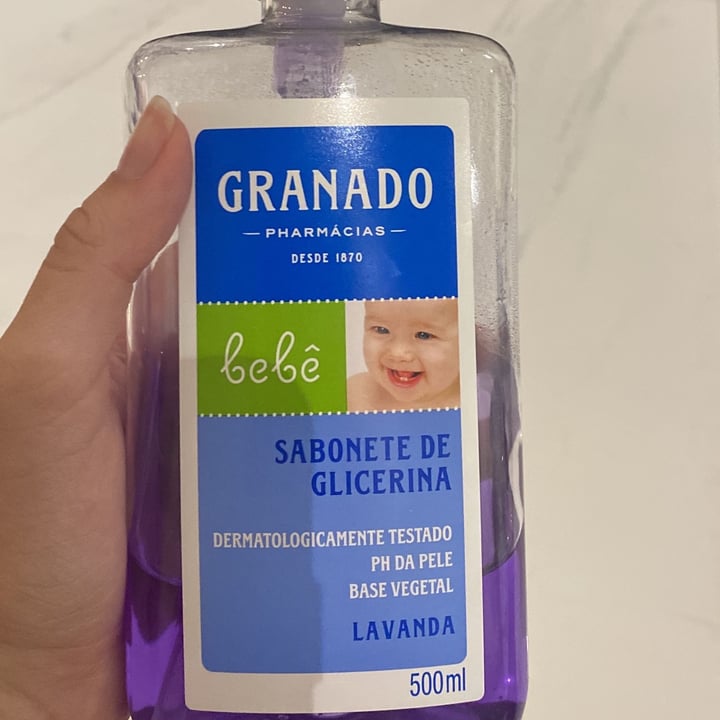 GRANADO
PHARMÁCIAS
DESDE 1870
bebê
SABONETE DE
GLICERINA
DERMATOLOGICAMENTE TESTADO
PH DA PELE
BASE VEGETAL
LAVANDA
500ml